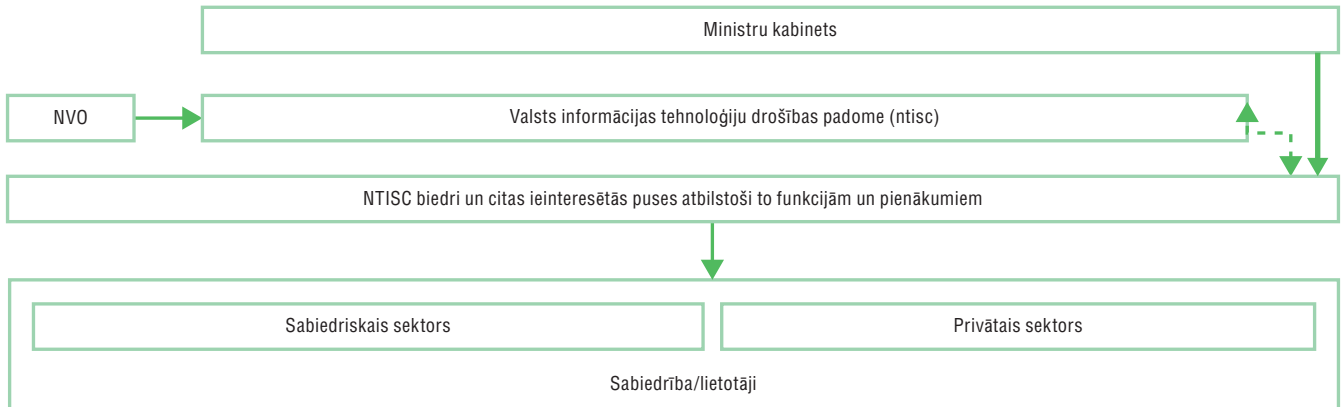 Ministru kabinets
NVO
Valsts informācijas tehnoloģiju drošības padome (ntisc)
NTISC biedri un citas ieinteresētās puses atbilstoši to funkcijām un pienākumiem
Sabiedriskais sektors
Privātais sektors
Sabiedrība/lietotāji